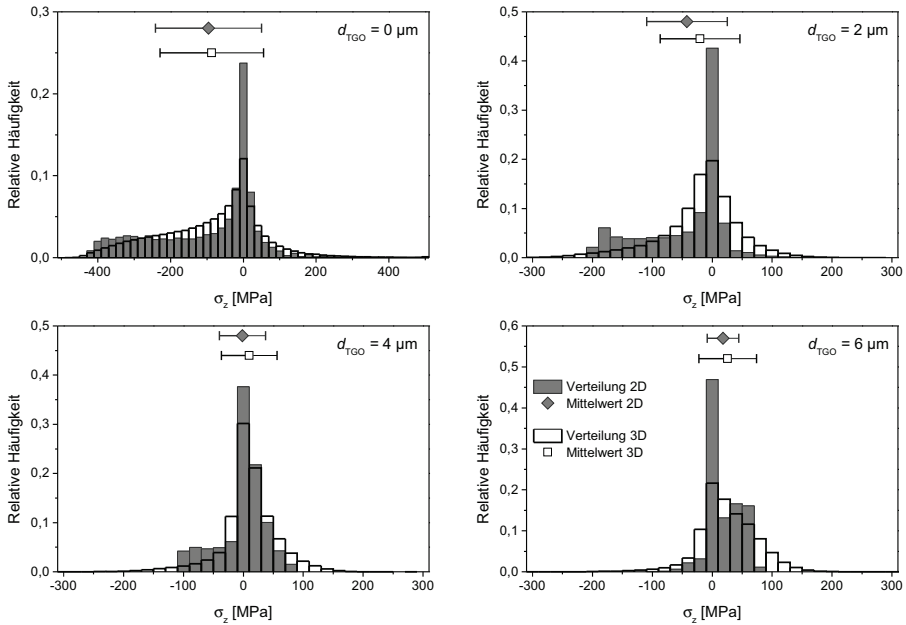 d_TGO = 0 µm
0,3
0,2
0,1
0,0
Relative Häufigkeit
-400 -200 0 200 400
σ_z [MPa]
d_TGO = 2 µm
0,5
0,4
0,3
0,2
0,1
0,0
Relative Häufigkeit
-300 -200 -100 0 100 200 300
σ_z [MPa]
d_TGO = 4 µm
0,5
0,4
0,3
0,2
0,1
0,0
Relative Häufigkeit
-300 -200 -100 0 100 200 300
σ_z [MPa]
d_TGO = 6 µm
0,6
0,5
0,4
0,3
0,2
0,1
0,0
Relative Häufigkeit
Verteilung 2D
Mittelwert 2D
Verteilung 3D
Mittelwert 3D
-300 -200 -100 0 100 200 300
σ_z [MPa]